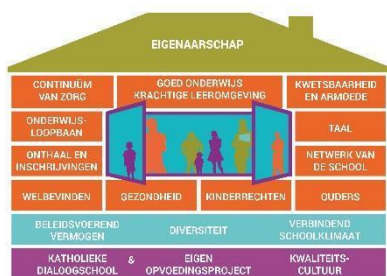 EIGENAARSCHAP
CONTINUÜM
VAN ZORG
GOED ONDERWIJS
KRACHTIGE LEEROMGEVING
KWETSBAARHEID
EN ARMOEDE
ONDERWIJS-
LOOPBAAN
TAAL
ONTHAAL EN
INSCHRIJVINGEN
NETWERK VAN
DE SCHOOL
WELBEVINDEN
GEZONDHEID
KINDERRECHTEN
OUDERS
BELEIDSVOEREND
VERMOGEN
DIVERSITEIT
VERBINDEND
SCHOOLKLIMAAT
KATHOLIEKE
DIALOOGSCHOOL
&
EIGEN
OPVOEDINGSPROJECT
KWALITEITS-
CULTUUR